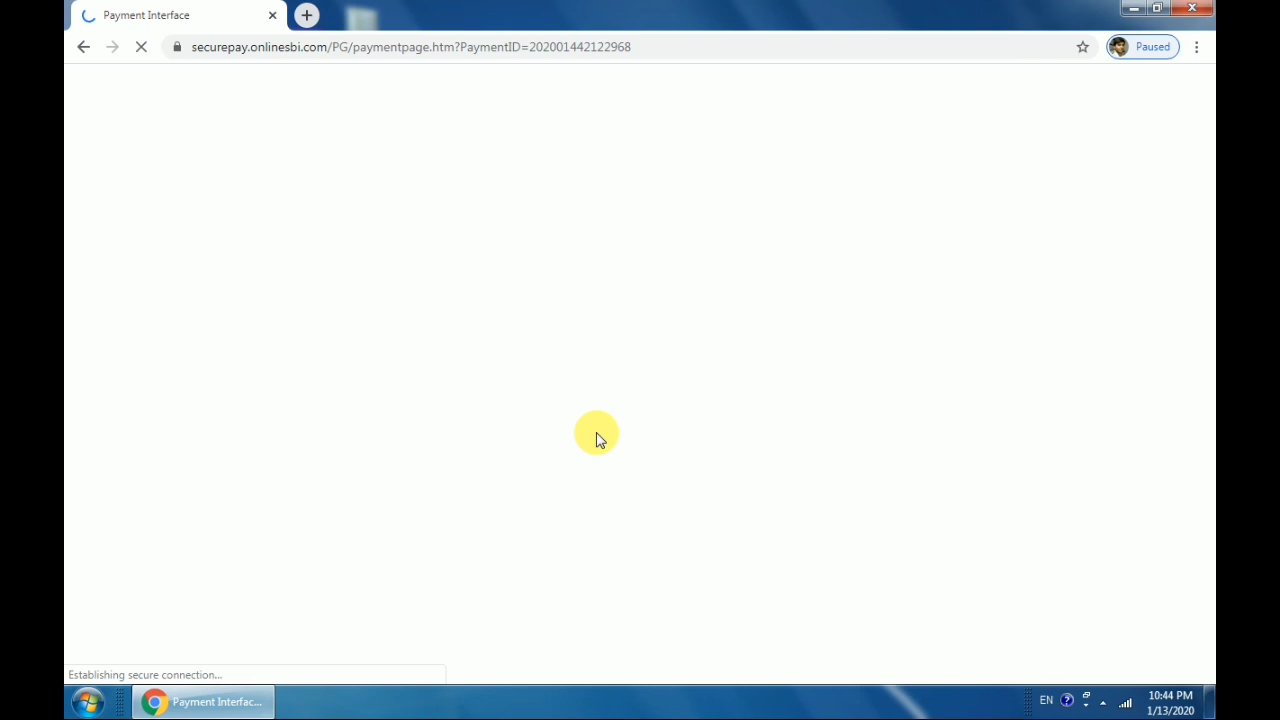 Payment Interface
securepay.onlinesbi.com/PG/paymentpage.htm?PaymentID=202001442122968
Paused
Establishing secure connection...
Payment Interfac...
EN
10:44 PM
1/13/2020